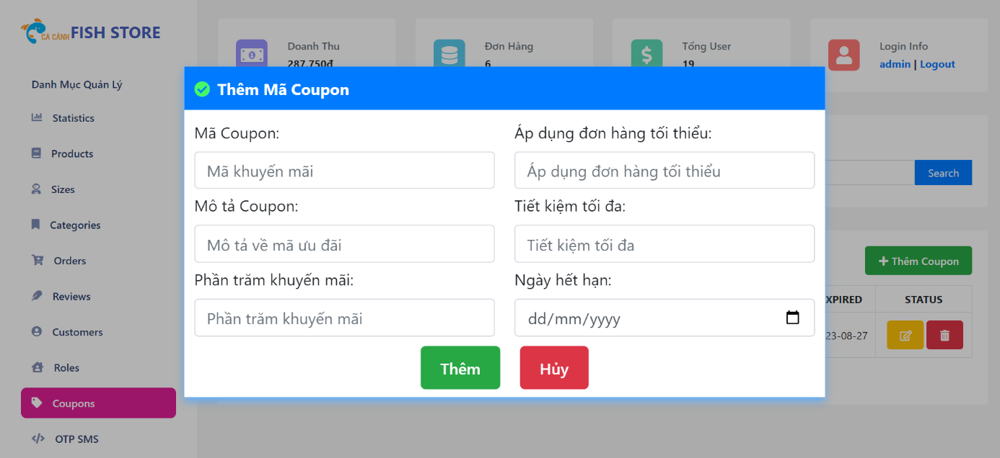 CÁ CẢNH FISH STORE
Danh Mục Quản Lý
Statistics
Products
Sizes
Categories
Orders
Reviews
Customers
Roles
Coupons
OTP SMS
Doanh Thu
287,750đ
Đơn Hàng
6
Tổng User
19
Login Info
admin | Logout
Thêm Mã Coupon
Mã Coupon:
Mã khuyến mãi
Áp dụng đơn hàng tối thiểu:
Áp dụng đơn hàng tối thiểu
Mô tả Coupon:
Mô tả về mã ưu đãi
Tiết kiệm tối đa:
Tiết kiệm tối đa
Phần trăm khuyến mãi:
Phần trăm khuyến mãi
Ngày hết hạn:
dd/mm/yyyy
Thêm
Hủy
Search
Thêm Coupon
XPIRED
STATUS
23-08-27